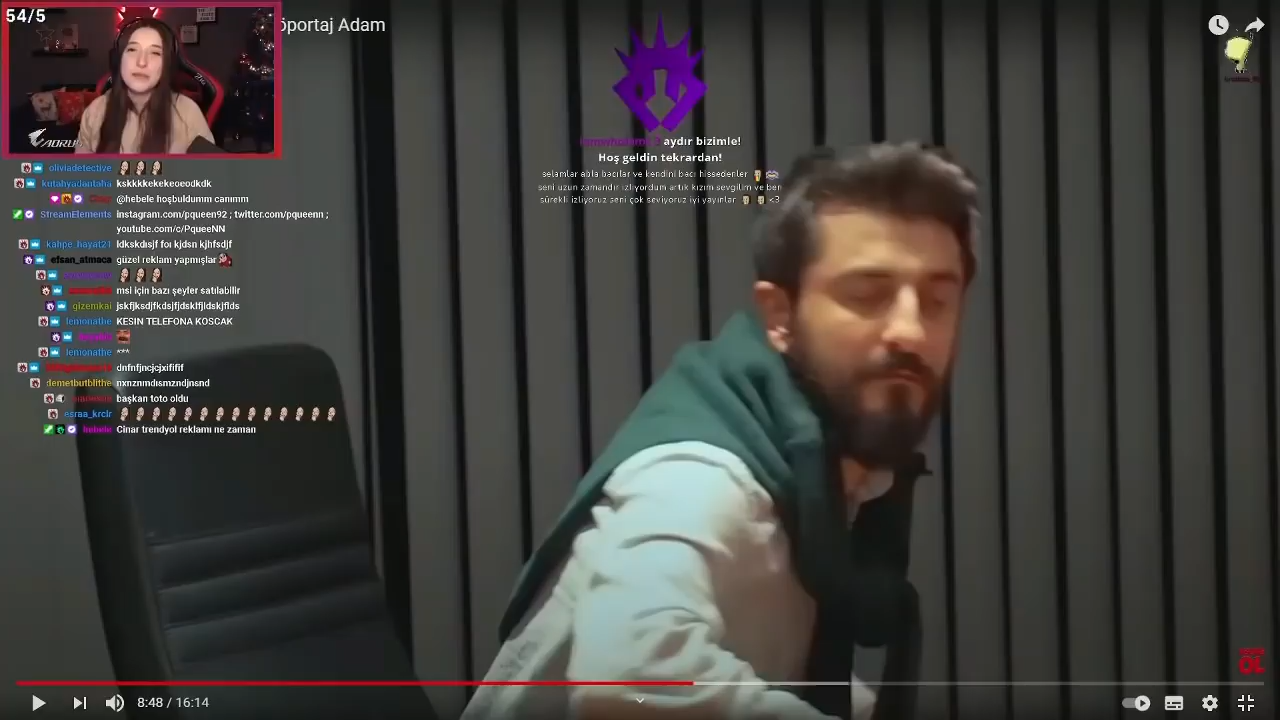 54/5
öportaj Adam
AORUS
aydır bizimle!
Hoş geldin tekrardan!
selamlar abla bacılar ve kendini bacı hissedenler
seni uzun zamandır izliyordum artık kızım sevgilim ve ben
sürekli izliyoruz seni çok seviyoruz iyi yayınlar <3
oliviadetective
kutahyadantaha kskkkkekekeoeodkdk
@hebele hoşbuldumm canımm
StreamElements instagram.com/pqueen92 ; twitter.com/pqueenn ;
youtube.com/c/PqueeNN
kahpe_hayat21 ldkskdısjf foı kjdsn kjhfsdjf
efsan_atmaca güzel reklam yapmışlar
msl için bazı şeyler satılabilir
gizemkai jskfjksdjfkdsjfjdsklfjldskjflds
lemonathe KESIN TELEFONA KOSCAK
lemonathe ***
dnfnfjncjcjxififif
demetbutblithe nxnznmdısmzndjnsnd
başkan toto oldu
esraa_krclr
hebele Cinar trendyol reklamı ne zaman
ÖL
8:48 / 16:14